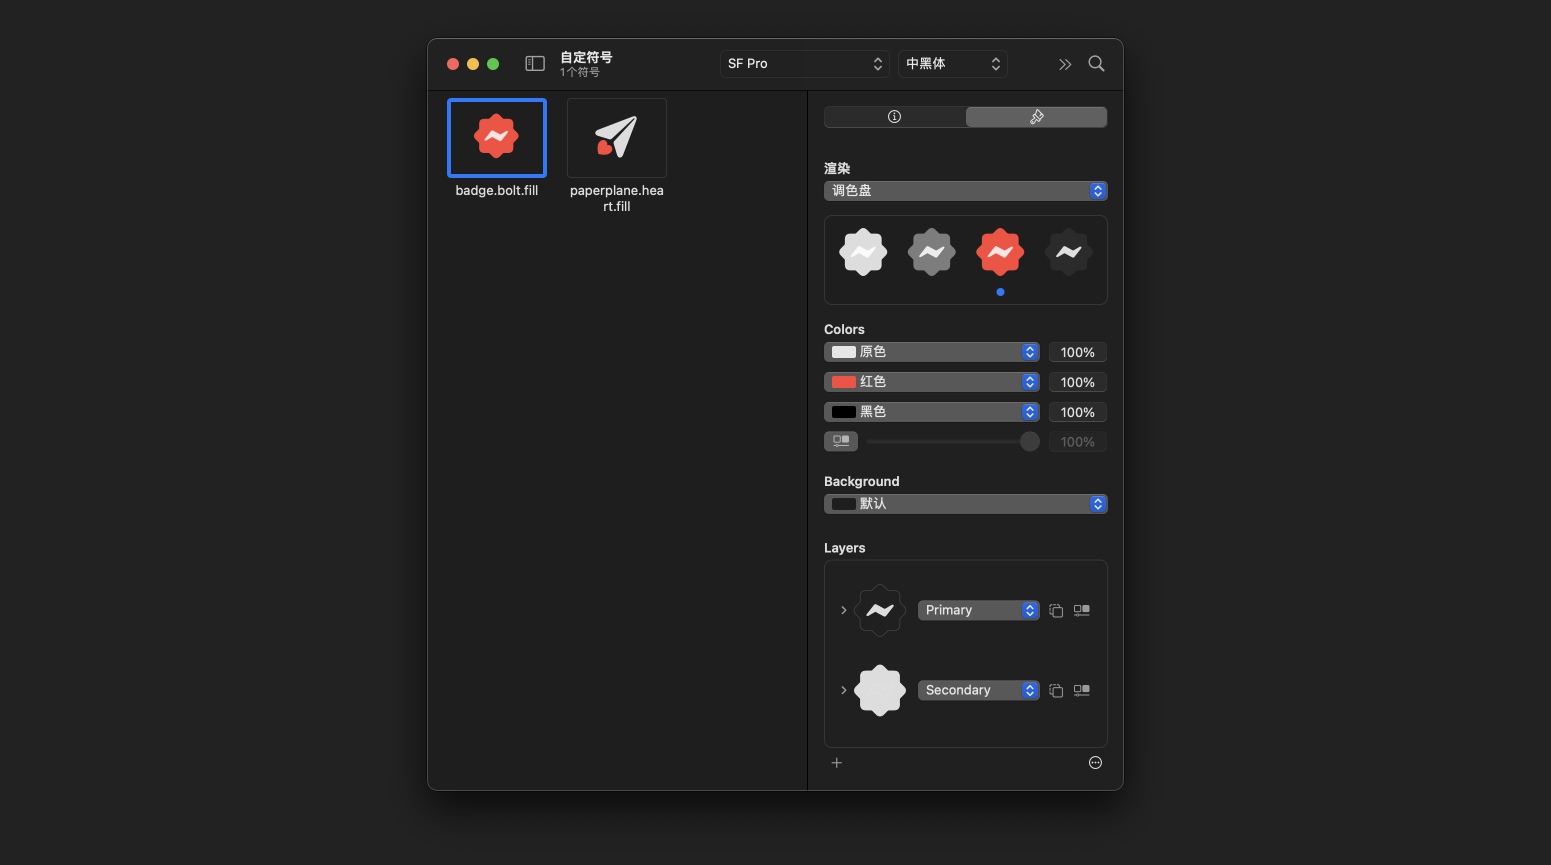 自定符号
1个符号
SF Pro
中黑体
badge.bolt.fill
paperplane.hea
rt.fill
渲染
调色盘
Colors
原色 100%
红色 100%
黑色 100%
100%
Background
默认
Layers
Primary
Secondary